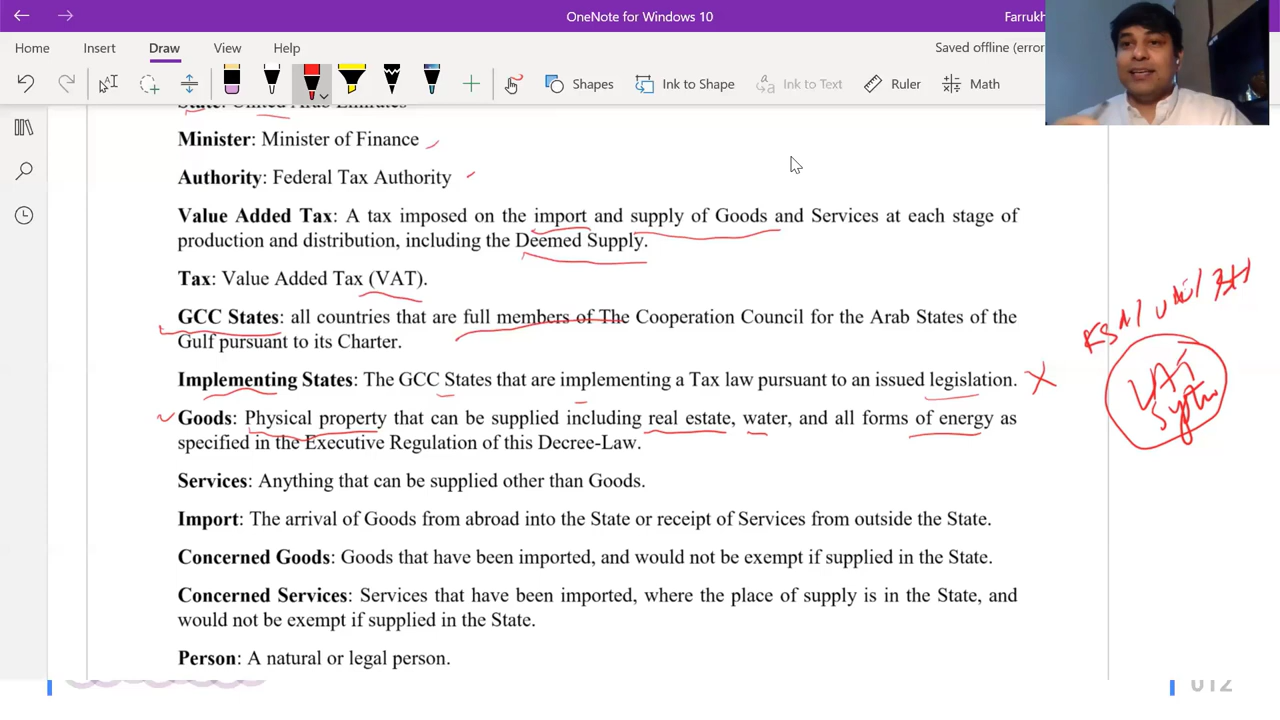 OneNote for Windows 10
Farrukh
Home Insert Draw View Help
Saved offline (error
Shapes Ink to Shape Ink to Text Ruler Math
State: United Arab Emirates
Minister: Minister of Finance
Authority: Federal Tax Authority
Value Added Tax: A tax imposed on the import and supply of Goods and Services at each stage of
production and distribution, including the Deemed Supply.
Tax: Value Added Tax (VAT).
GCC States: all countries that are full members of The Cooperation Council for the Arab States of the
Gulf pursuant to its Charter.
Implementing States: The GCC States that are implementing a Tax law pursuant to an issued legislation.
Goods: Physical property that can be supplied including real estate, water, and all forms of energy as
specified in the Executive Regulation of this Decree-Law.
Services: Anything that can be supplied other than Goods.
Import: The arrival of Goods from abroad into the State or receipt of Services from outside the State.
Concerned Goods: Goods that have been imported, and would not be exempt if supplied in the State.
Concerned Services: Services that have been imported, where the place of supply is in the State, and
would not be exempt if supplied in the State.
Person: A natural or legal person.
KSA
VAT
System
012